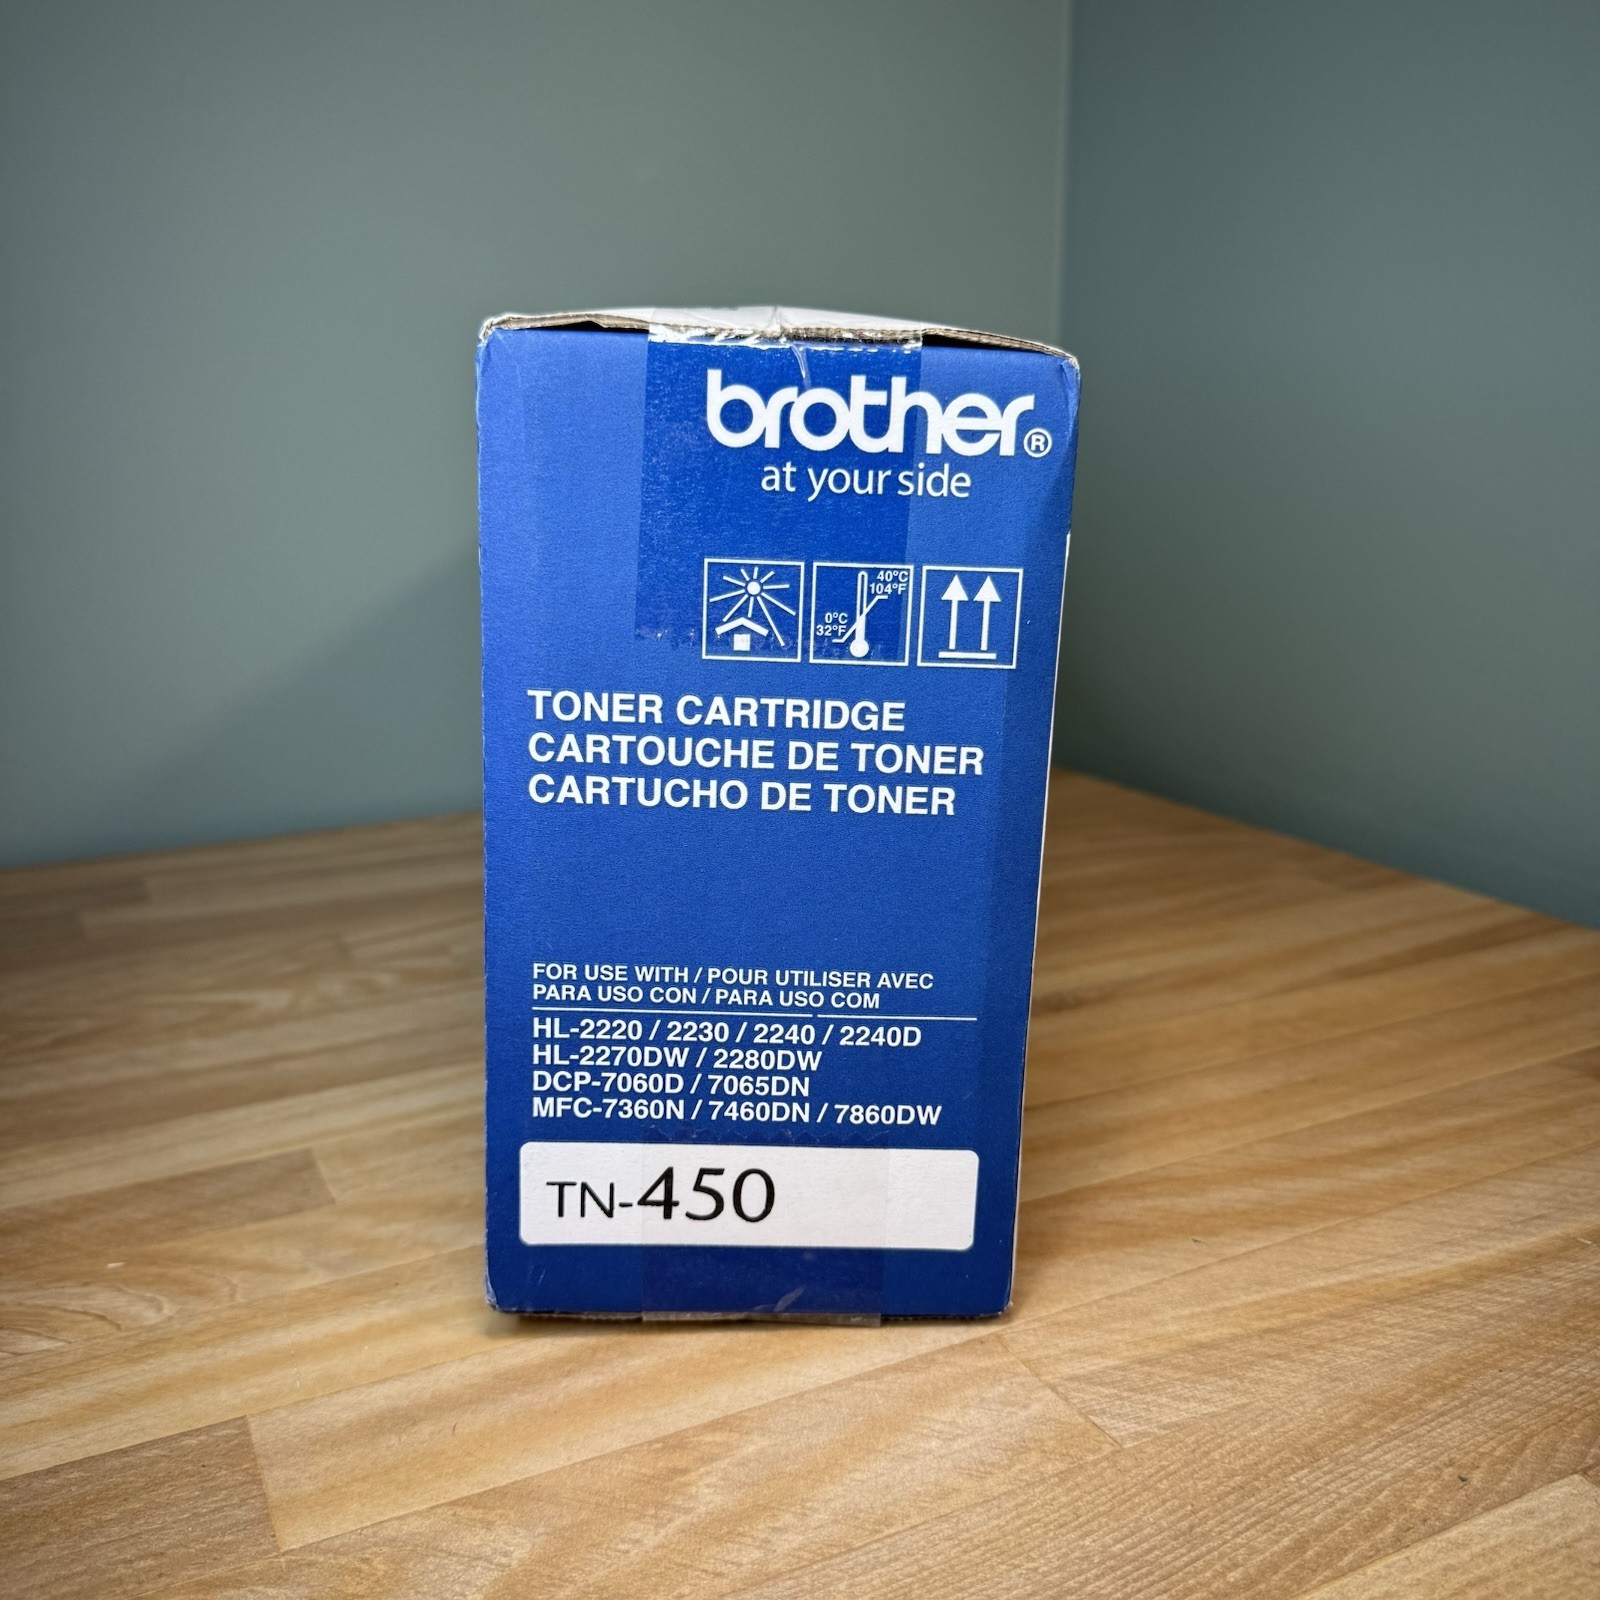 brother®
at your side
40°C
104°F
0°C
32°F
TONER CARTRIDGE
CARTOUCHE DE TONER
CARTUCHO DE TONER
FOR USE WITH / POUR UTILISER AVEC
PARA USO CON / PARA USO COM
HL-2220 / 2230 / 2240 / 2240D
HL-2270DW / 2280DW
DCP-7060D / 7065DN
MFC-7360N / 7460DN / 7860DW
TN-450